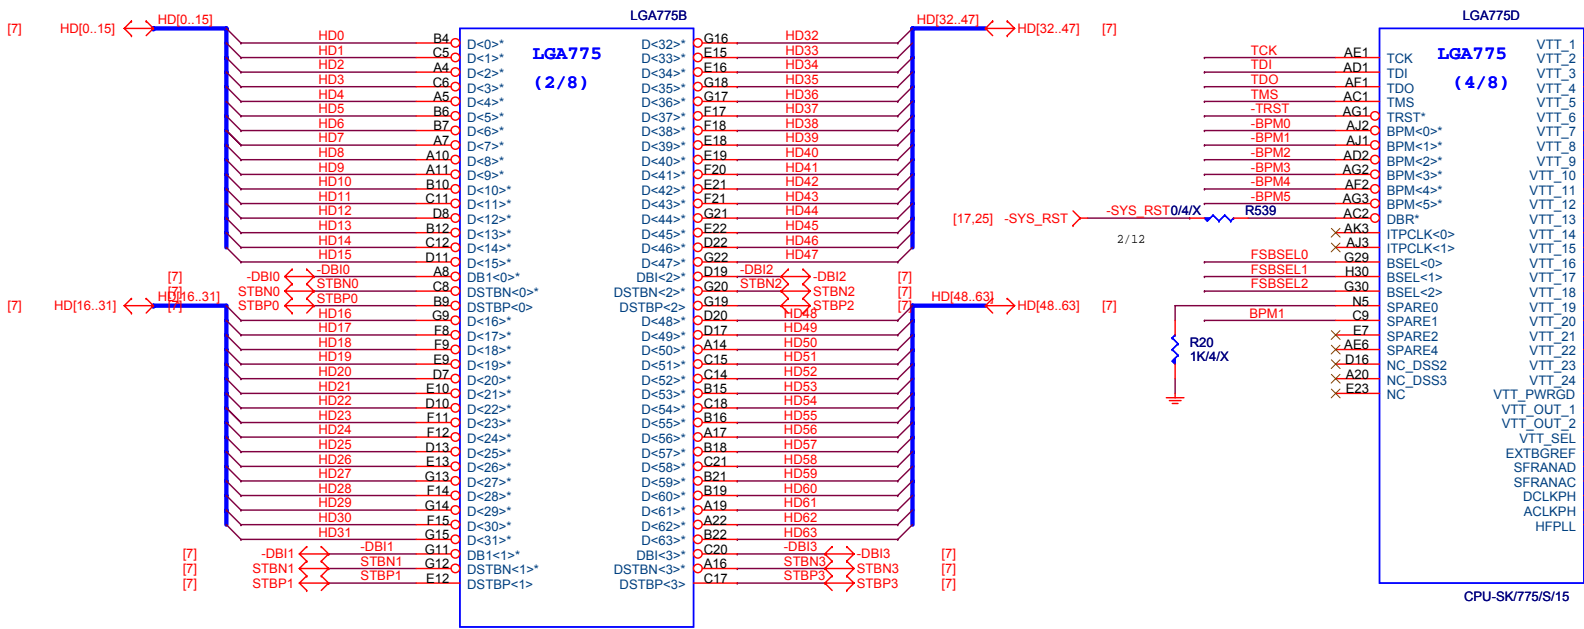 LGA775B
LGA775D
[7] HD[0..15] HD[0..15]
HD[32..47] HD[32..47] [7]
LGA775
(2/8)
LGA775
(4/8)
HD0 B4 D<0>*
HD1 C5 D<1>*
HD2 A4 D<2>*
HD3 C6 D<3>*
HD4 A5 D<4>*
HD5 B6 D<5>*
HD6 B7 D<6>*
HD7 A7 D<7>*
HD8 A10 D<8>*
HD9 A11 D<9>*
HD10 B10 D<10>*
HD11 C11 D<11>*
HD12 D8 D<12>*
HD13 B12 D<13>*
HD14 C12 D<14>*
HD15 D11 D<15>*
[7] -DBI0 -DBI0 A8 DB1<0>*
[7] STBN0 STBN0 C8 DSTBN<0>*
[7] STBP0 STBP0 B9 DSTBP<0>
[7] HD[16..31] HD[16..31]
HD16 G9 D<16>*
HD17 F8 D<17>*
HD18 F9 D<18>*
HD19 E9 D<19>*
HD20 D7 D<20>*
HD21 E10 D<21>*
HD22 D10 D<22>*
HD23 F11 D<23>*
HD24 F12 D<24>*
HD25 D13 D<25>*
HD26 E13 D<26>*
HD27 G13 D<27>*
HD28 F14 D<28>*
HD29 G14 D<29>*
HD30 F15 D<30>*
HD31 G15 D<31>*
[7] -DBI1 -DBI1 G11 DB1<1>*
[7] STBN1 STBN1 G12 DSTBN<1>*
[7] STBP1 STBP1 E12 DSTBP<1>
D<32>* G16 HD32
D<33>* E15 HD33
D<34>* E16 HD34
D<35>* G18 HD35
D<36>* G17 HD36
D<37>* F17 HD37
D<38>* F18 HD38
D<39>* E18 HD39
D<40>* E19 HD40
D<41>* F20 HD41
D<42>* E21 HD42
D<43>* F21 HD43
D<44>* G21 HD44
D<45>* E22 HD45
D<46>* D22 HD46
D<47>* G22 HD47
DBI<2>* D19 -DBI2 -DBI2 [7]
DSTBN<2>* G20 STBN2 STBN2 [7]
DSTBP<2> G19 STBP2 [7]
HD[48..63] HD[48..63] [7]
D<48>* D20 HD48
D<49>* D17 HD49
D<50>* A14 HD50
D<51>* C15 HD51
D<52>* C14 HD52
D<53>* B15 HD53
D<54>* C18 HD54
D<55>* B16 HD55
D<56>* A17 HD56
D<57>* B18 HD57
D<58>* C21 HD58
D<59>* B21 HD59
D<60>* B19 HD60
D<61>* A19 HD61
D<62>* A22 HD62
D<63>* B22 HD63
DBI<3>* C20 -DBI3 -DBI3 [7]
DSTBN<3>* A16 STBN3 STBN3 [7]
DSTBP<3> C17 STBP3 STBP3 [7]
TCK AE1 TCK
TDI AD1 TDI
TDO AF1 TDO
TMS AC1 TMS
-TRST AG1 TRST*
-BPM0 AJ2 BPM<0>*
-BPM1 AJ1 BPM<1>*
-BPM2 AD2 BPM<2>*
-BPM3 AG2 BPM<3>*
-BPM4 AF2 BPM<4>*
-BPM5 AG3 BPM<5>*
[17,25] -SYS_RST -SYS_RST 0/4/X R539 AC2 DBR*
2/12
AK3 ITPCLK<0>
AJ3 ITPCLK<1>
FSBSEL0 G29 BSEL<0>
FSBSEL1 H30 BSEL<1>
FSBSEL2 G30 BSEL<2>
N5 SPARE0
BPM1 C9 SPARE1
E7 SPARE2
AE6 SPARE4
D16 NC_DSS2
A20 NC_DSS3
E23 NC
R20
1K/4/X
VTT_1
VTT_2
VTT_3
VTT_4
VTT_5
VTT_6
VTT_7
VTT_8
VTT_9
VTT_10
VTT_11
VTT_12
VTT_13
VTT_14
VTT_15
VTT_16
VTT_17
VTT_18
VTT_19
VTT_20
VTT_21
VTT_22
VTT_23
VTT_24
VTT_PWRGD
VTT_OUT_1
VTT_OUT_2
VTT_SEL
EXTBGREF
SFRANAD
SFRANAC
DCLKPH
ACLKPH
HFPLL
CPU-SK/775/S/15